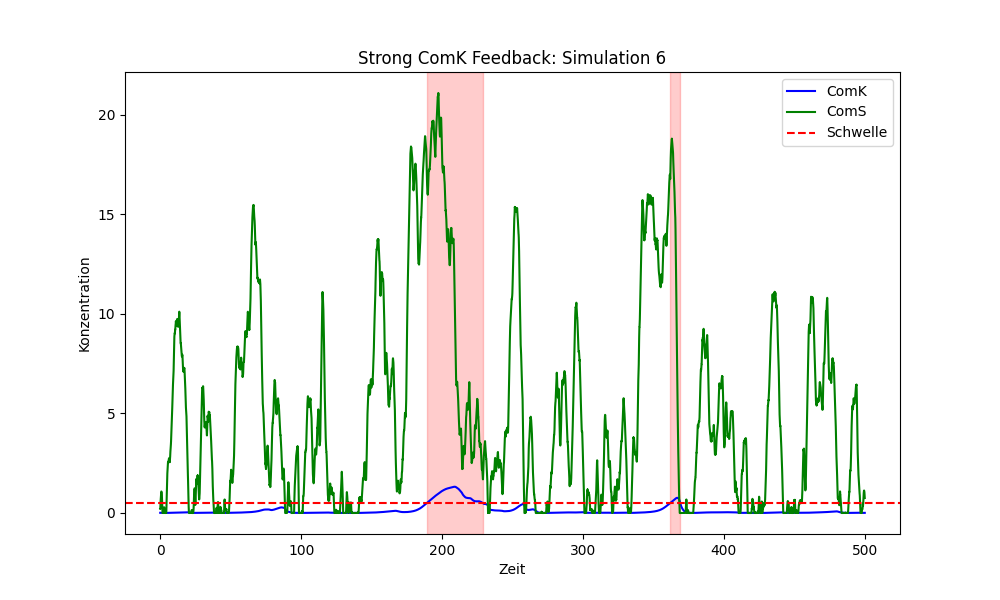 Strong ComK Feedback: Simulation 6
ComK
ComS
Schwelle
Konzentration
20
15
10
5
0
0 100 200 300 400 500
Zeit